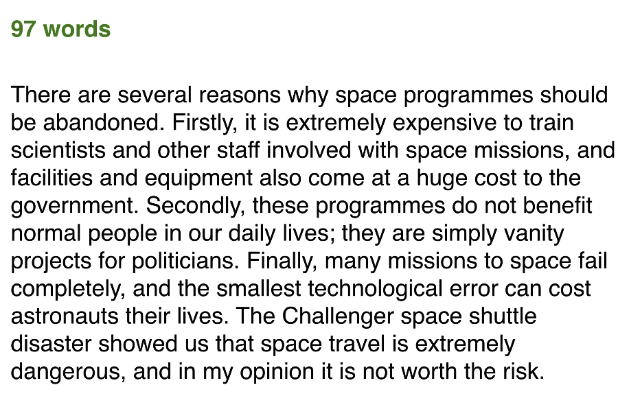 97 words
There are several reasons why space programmes should
be abandoned. Firstly, it is extremely expensive to train
scientists and other staff involved with space missions, and
facilities and equipment also come at a huge cost to the
government. Secondly, these programmes do not benefit
normal people in our daily lives; they are simply vanity
projects for politicians. Finally, many missions to space fail
completely, and the smallest technological error can cost
astronauts their lives. The Challenger space shuttle
disaster showed us that space travel is extremely
dangerous, and in my opinion it is not worth the risk.